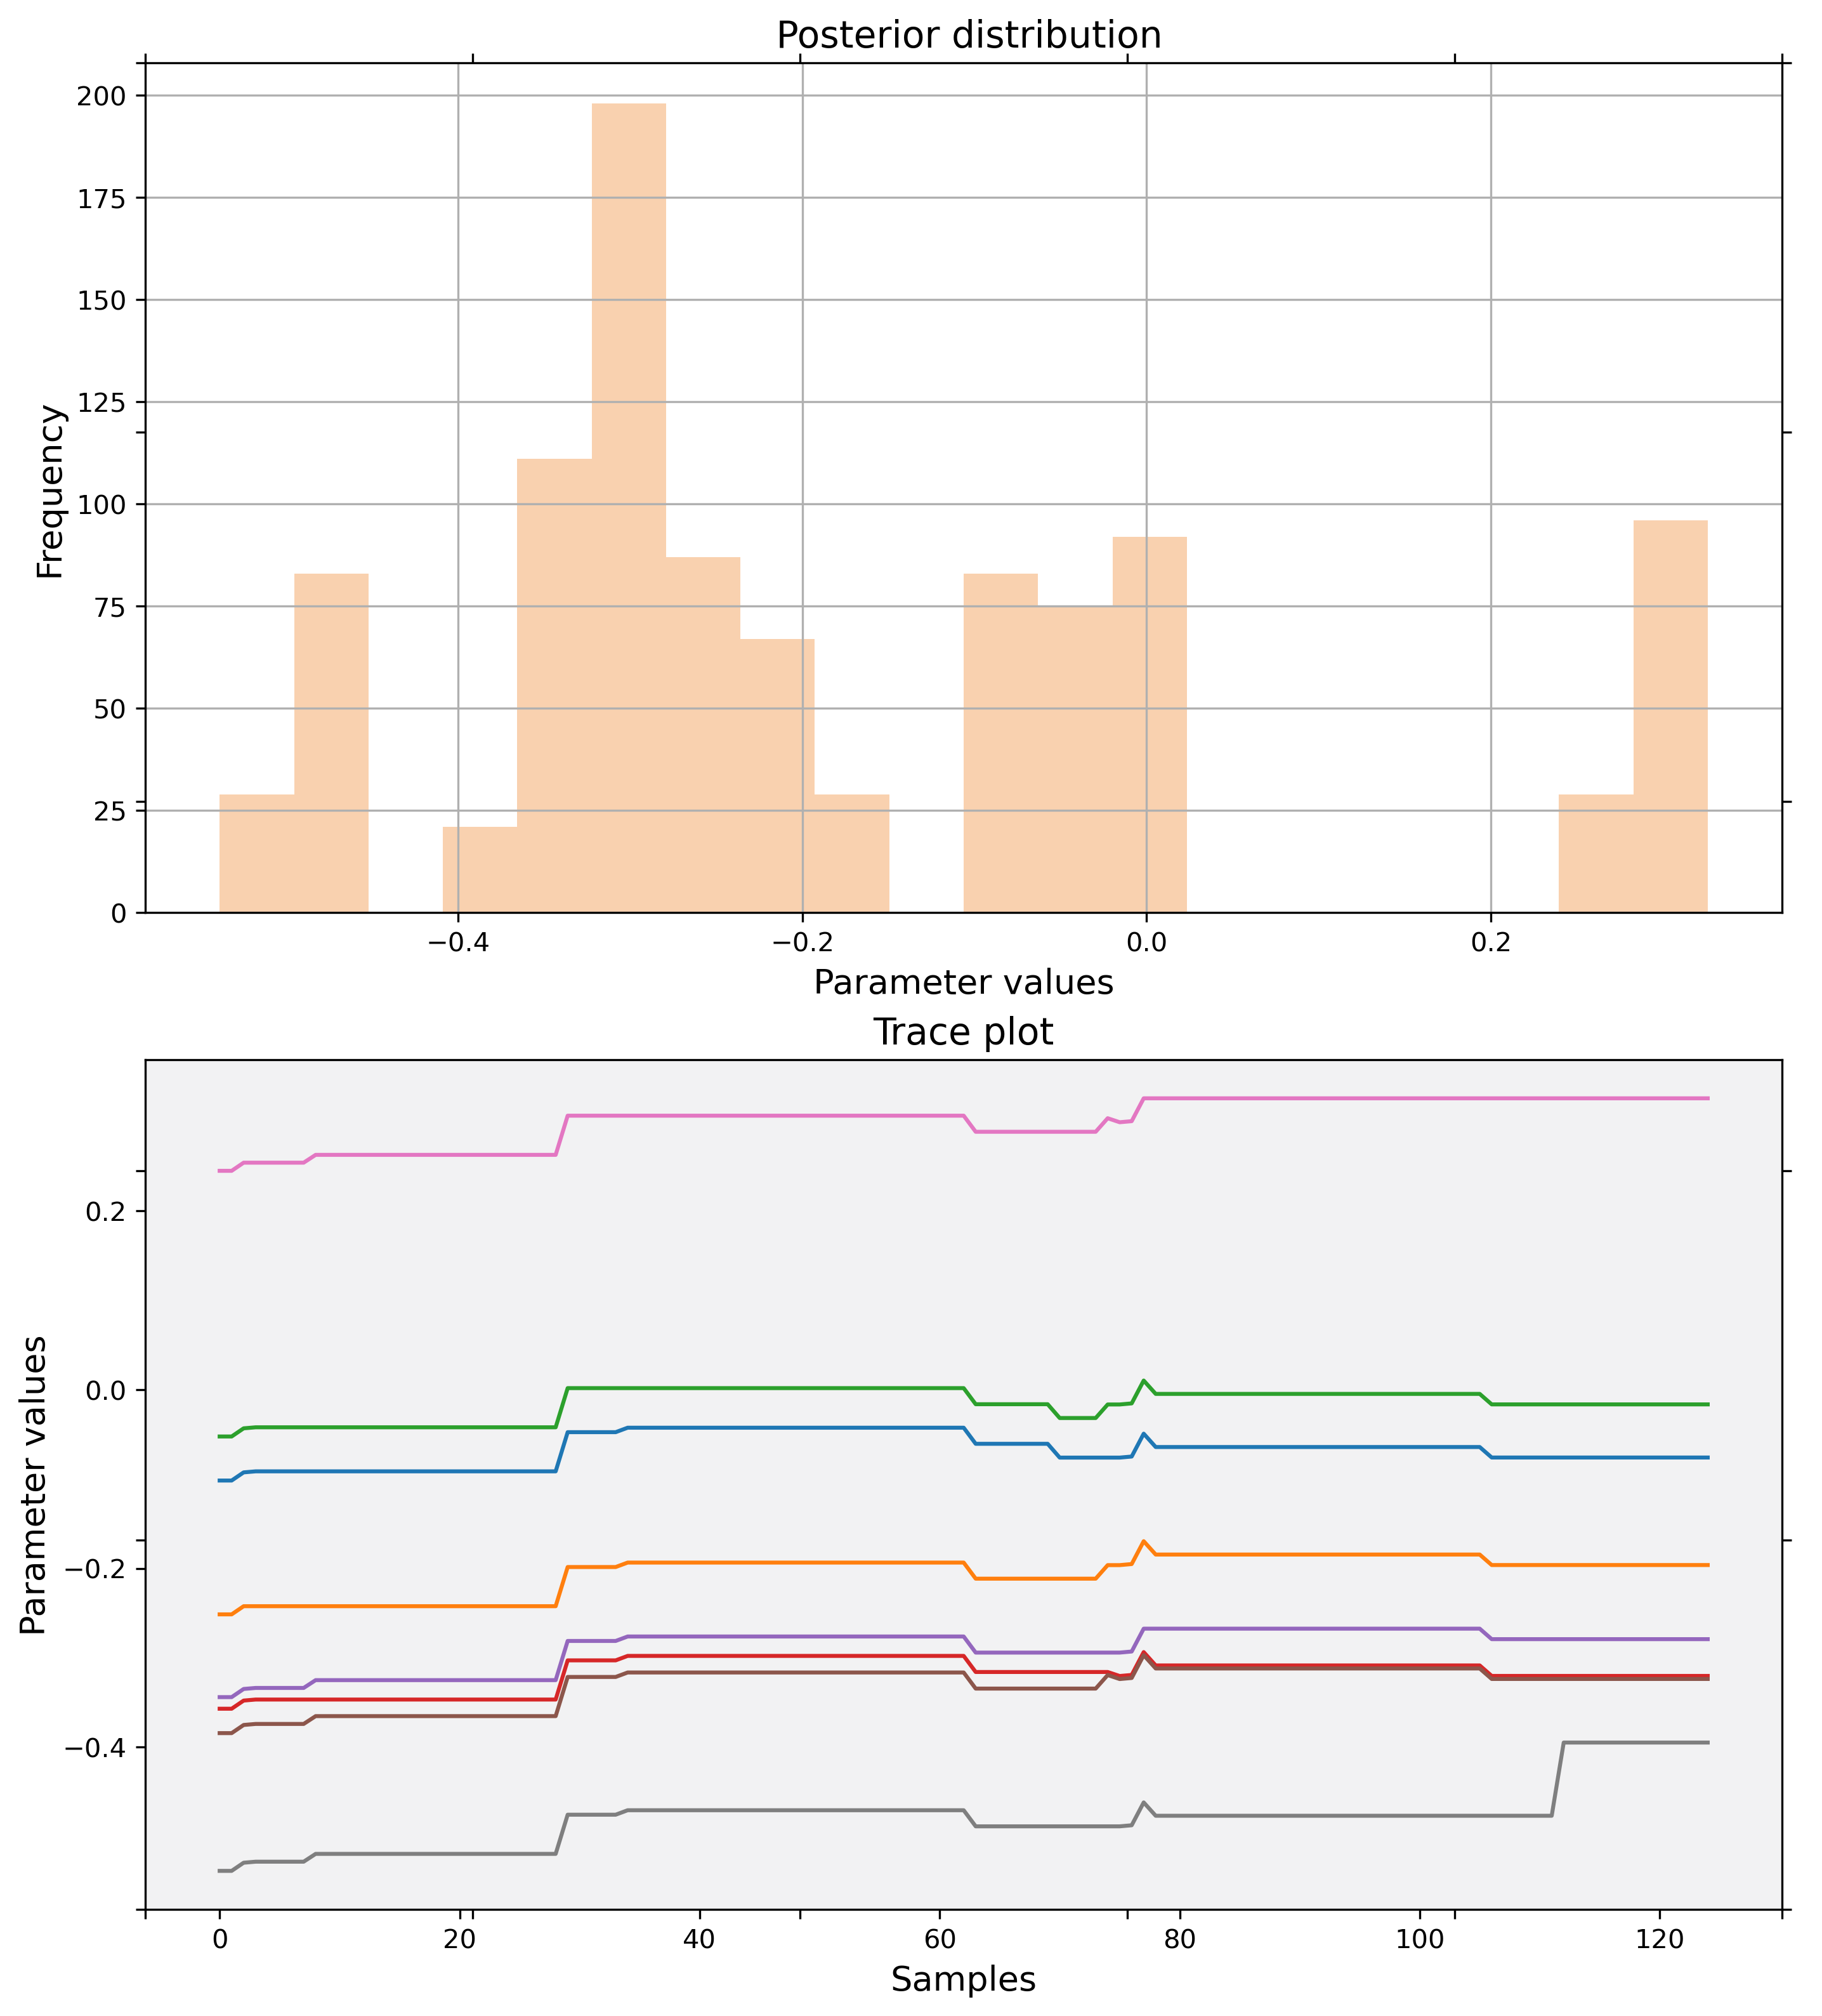 Posterior distribution
200
175
150
125
100
75
50
25
0
Frequency
−0.4 −0.2 0.0 0.2
Parameter values
Trace plot
0.2
0.0
−0.2
−0.4
Parameter values
0 20 40 60 80 100 120
Samples